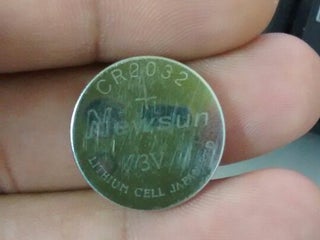 CR2032
Newsun
3V
LITHIUM CELL JAPAN